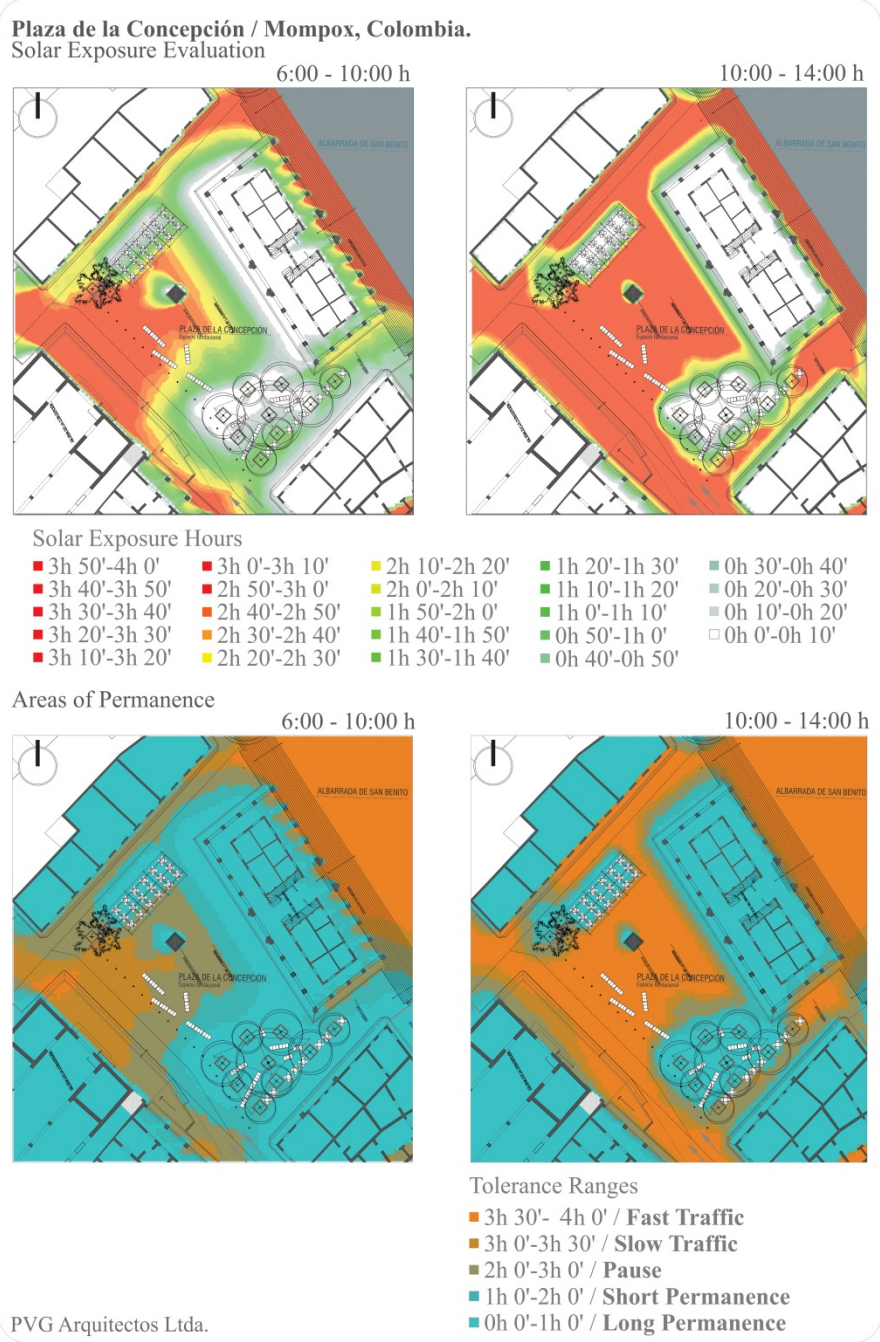 Plaza de la Concepción / Mompox, Colombia.
Solar Exposure Evaluation
6:00 - 10:00 h
10:00 - 14:00 h
ALBARRADA DE SAN BENITO
ALBARRADA DE SAN BENITO
PLAZA DE LA CONCEPCIÓN
Espacio fundacional
PLAZA DE LA CONCEPCIÓN
Espacio fundacional
Solar Exposure Hours
3h 50'-4h 0' 3h 0'-3h 10' 2h 10'-2h 20' 1h 20'-1h 30' 0h 30'-0h 40'
3h 40'-3h 50' 2h 50'-3h 0' 2h 0'-2h 10' 1h 10'-1h 20' 0h 20'-0h 30'
3h 30'-3h 40' 2h 40'-2h 50' 1h 50'-2h 0' 1h 0'-1h 10' 0h 10'-0h 20'
3h 20'-3h 30' 2h 30'-2h 40' 1h 40'-1h 50' 0h 50'-1h 0' 0h 0'-0h 10'
3h 10'-3h 20' 2h 20'-2h 30' 1h 30'-1h 40' 0h 40'-0h 50'
Areas of Permanence
6:00 - 10:00 h
10:00 - 14:00 h
ALBARRADA DE SAN BENITO
ALBARRADA DE SAN BENITO
PLAZA DE LA CONCEPCIÓN
Espacio fundacional
PLAZA DE LA CONCEPCIÓN
Espacio fundacional
Tolerance Ranges
3h 30'- 4h 0' / Fast Traffic
3h 0'-3h 30' / Slow Traffic
2h 0'-3h 0' / Pause
1h 0'-2h 0' / Short Permanence
0h 0'-1h 0' / Long Permanence
PVG Arquitectos Ltda.